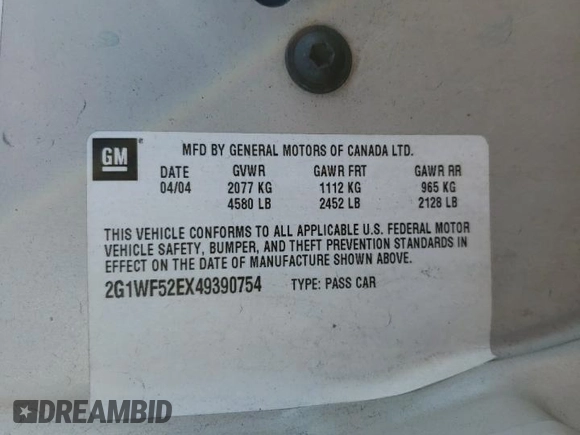 GM
MFD BY GENERAL MOTORS OF CANADA LTD.
DATE GVWR GAWR FRT GAWR RR
04/04 2077 KG 1112 KG 965 KG
4580 LB 2452 LB 2128 LB
THIS VEHICLE CONFORMS TO ALL APPLICABLE U.S. FEDERAL MOTOR
VEHICLE SAFETY, BUMPER, AND THEFT PREVENTION STANDARDS IN
EFFECT ON THE DATE OF MANUFACTURE SHOWN ABOVE.
2G1WF52EX49390754 TYPE: PASS CAR
DREAMBID